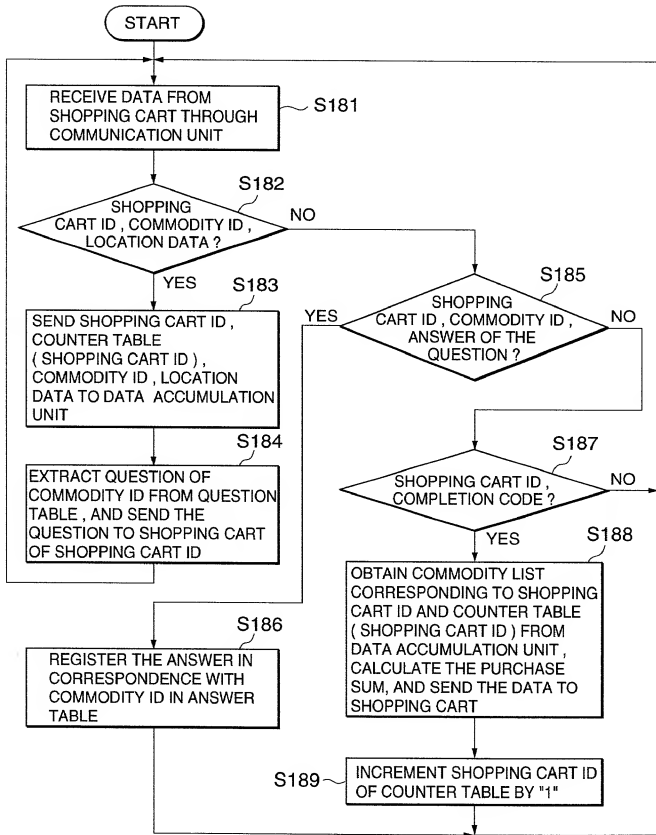 START
RECEIVE DATA FROM
SHOPPING CART THROUGH
COMMUNICATION UNIT
S181
S182
SHOPPING
CART ID , COMMODITY ID ,
LOCATION DATA ?
NO
YES
S183
SEND SHOPPING CART ID ,
COUNTER TABLE
( SHOPPING CART ID ) ,
COMMODITY ID , LOCATION
DATA TO DATA ACCUMULATION
UNIT
S184
EXTRACT QUESTION OF
COMMODITY ID FROM QUESTION
TABLE , AND SEND THE
QUESTION TO SHOPPING CART
OF SHOPPING CART ID
S185
YES
SHOPPING
CART ID , COMMODITY ID ,
ANSWER OF THE
QUESTION ?
NO
S186
REGISTER THE ANSWER IN
CORRESPONDENCE WITH
COMMODITY ID IN ANSWER
TABLE
S187
SHOPPING CART ID ,
COMPLETION CODE ?
NO
YES
S188
OBTAIN COMMODITY LIST
CORRESPONDING TO SHOPPING
CART ID AND COUNTER TABLE
( SHOPPING CART ID ) FROM
DATA ACCUMULATION UNIT ,
CALCULATE THE PURCHASE
SUM, AND SEND THE DATA TO
SHOPPING CART
S189
INCREMENT SHOPPING CART ID
OF COUNTER TABLE BY "1"